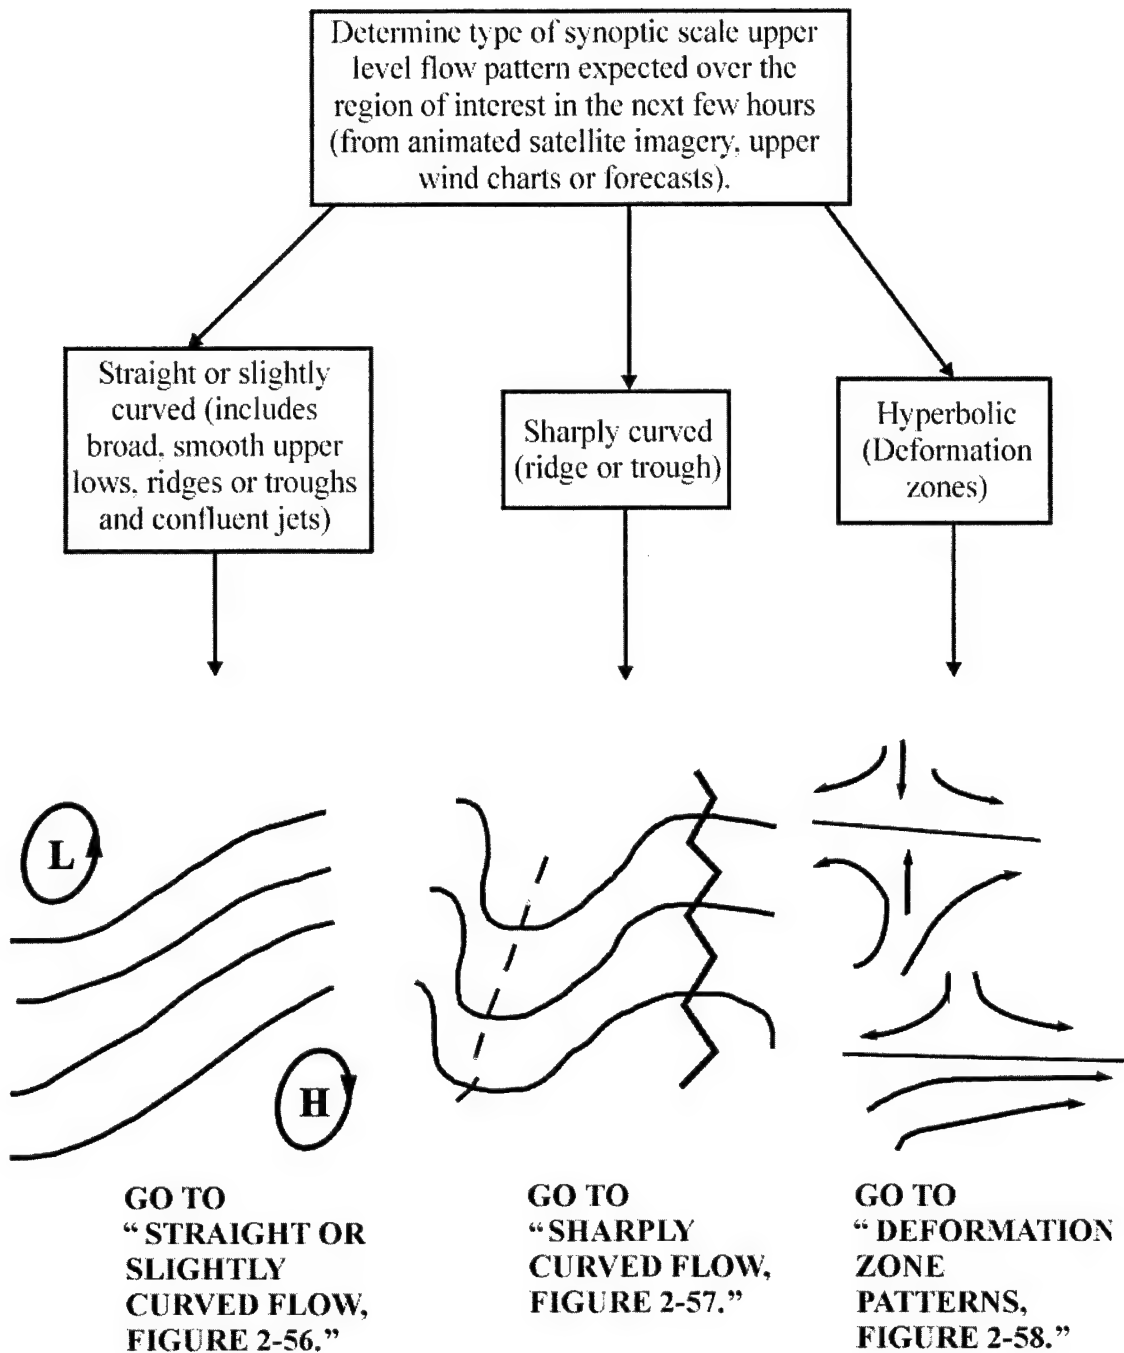 Determine type of synoptic scale upper
level flow pattern expected over the
region of interest in the next few hours
(from animated satellite imagery, upper
wind charts or forecasts).
Straight or slightly
curved (includes
broad, smooth upper
lows, ridges or troughs
and confluent jets)
Sharply curved
(ridge or trough)
Hyperbolic
(Deformation
zones)
L
H
GO TO
“ STRAIGHT OR
SLIGHTLY
CURVED FLOW,
FIGURE 2-56.”
GO TO
“ SHARPLY
CURVED FLOW,
FIGURE 2-57.”
GO TO
“ DEFORMATION
ZONE
PATTERNS,
FIGURE 2-58.”